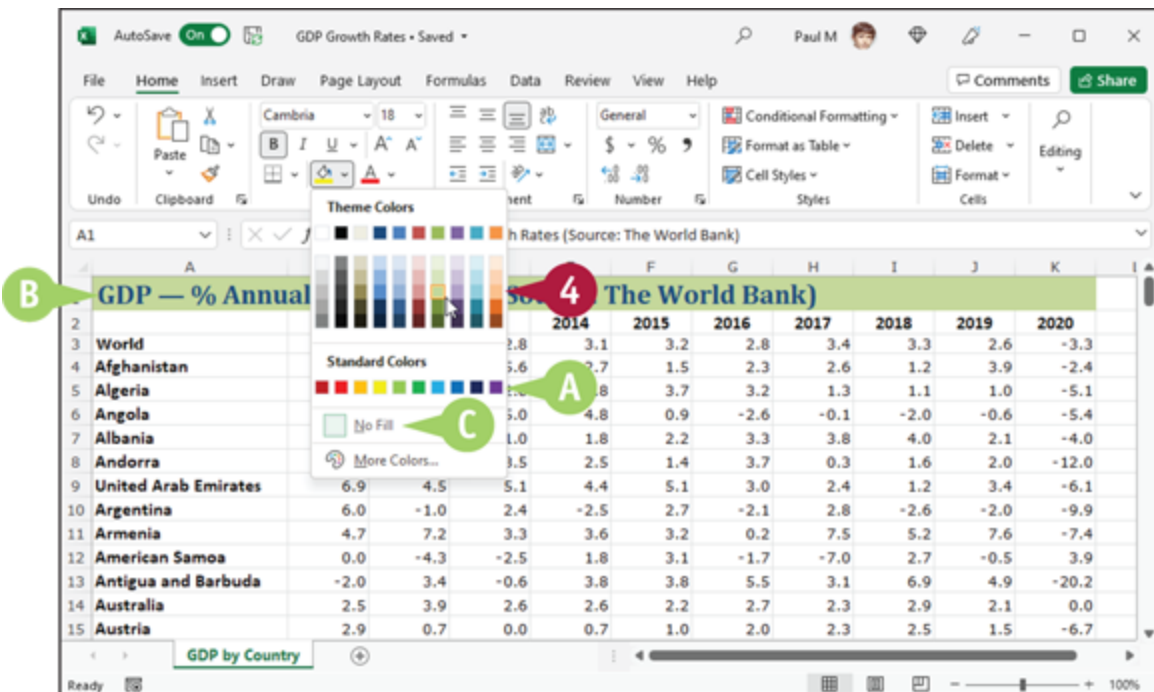 AutoSave On GDP Growth Rates • Saved Paul M
File Home Insert Draw Page Layout Formulas Data Review View Help Comments Share
Cambria 18 General Conditional Formatting Insert
Paste B I U A A $ % Format as Table Delete Editing
A Cell Styles Format
Undo Clipboard Number Styles Cells
Theme Colors
A1 h Rates (Source: The World Bank)
A F G H I J K
B GDP — % Annual 4 The World Bank)
2 2014 2015 2016 2017 2018 2019 2020
3 World 2.8 3.1 3.2 2.8 3.4 3.3 2.6 -3.3
4 Afghanistan 5.6 2.7 1.5 2.3 2.6 1.2 3.9 -2.4
Standard Colors
5 Algeria A 3.7 3.2 1.3 1.1 1.0 -5.1
6 Angola 5.0 4.8 0.9 -2.6 -0.1 -2.0 -0.6 -5.4
No Fill C
7 Albania 1.0 1.8 2.2 3.3 3.8 4.0 2.1 -4.0
8 Andorra 3.5 2.5 1.4 3.7 0.3 1.6 2.0 -12.0
More Colors...
9 United Arab Emirates 6.9 4.5 5.1 4.4 5.1 3.0 2.4 1.2 3.4 -6.1
10 Argentina 6.0 -1.0 2.4 -2.5 2.7 -2.1 2.8 -2.6 -2.0 -9.9
11 Armenia 4.7 7.2 3.3 3.6 3.2 0.2 7.5 5.2 7.6 -7.4
12 American Samoa 0.0 -4.3 -2.5 1.8 3.1 -1.7 -7.0 2.7 -0.5 3.9
13 Antigua and Barbuda -2.0 3.4 -0.6 3.8 3.8 5.5 3.1 6.9 4.9 -20.2
14 Australia 2.5 3.9 2.6 2.6 2.2 2.7 2.3 2.9 2.1 0.0
15 Austria 2.9 0.7 0.0 0.7 1.0 2.0 2.3 2.5 1.5 -6.7
GDP by Country
Ready 100%